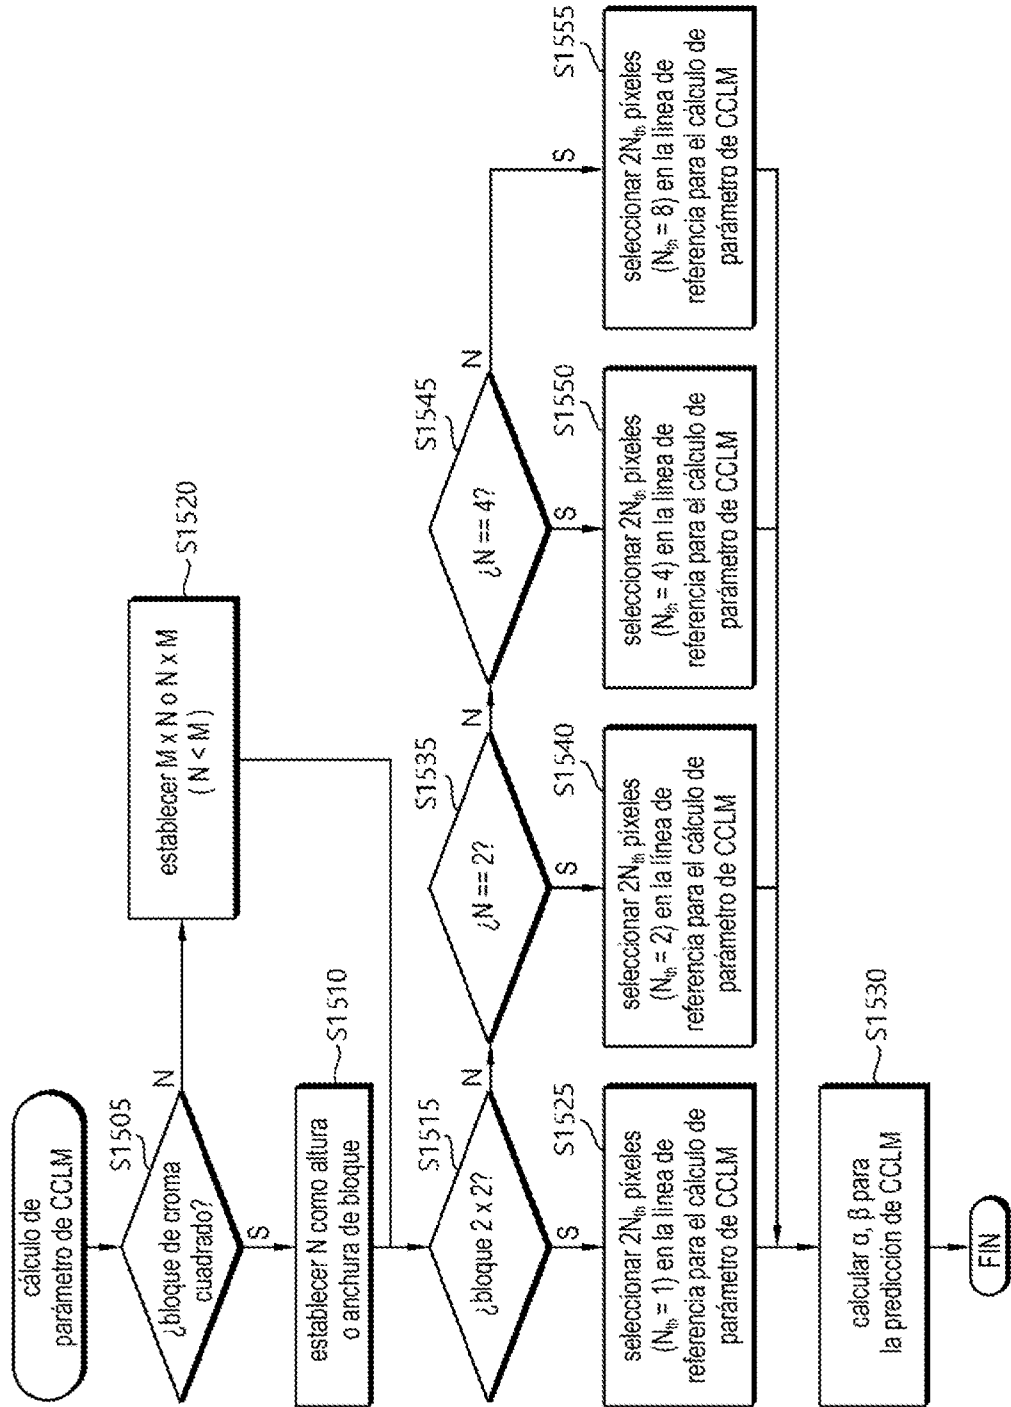 cálculo de
parámetro de CCLM
S1505
¿bloque de croma
cuadrado?
N
S
S1520
establecer M x N o N x M
( N < M )
S1510
establecer N como altura
o anchura de bloque
S1515
¿bloque 2 x 2?
N
S
S1535
¿N == 2?
N
S
S1545
¿N == 4?
N
S
S
S1525
seleccionar 2Nth píxeles
(Nth = 1) en la línea de
referencia para el cálculo de
parámetro de CCLM
S1540
seleccionar 2Nth píxeles
(Nth = 2) en la línea de
referencia para el cálculo de
parámetro de CCLM
S1550
seleccionar 2Nth píxeles
(Nth = 4) en la línea de
referencia para el cálculo de
parámetro de CCLM
S1555
seleccionar 2Nth píxeles
(Nth = 8) en la línea de
referencia para el cálculo de
parámetro de CCLM
S1530
calcular α, β para
la predicción de CCLM
FIN